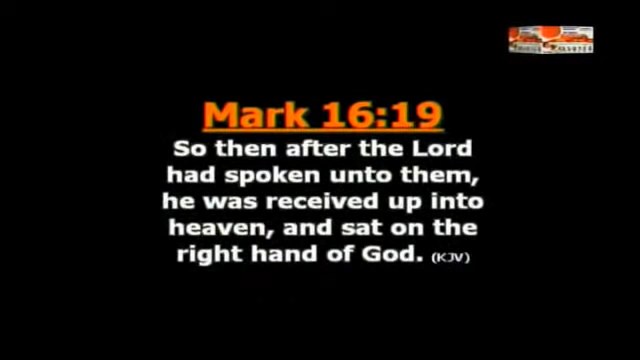 Mark 16:19
So then after the Lord
had spoken unto them,
he was received up into
heaven, and sat on the
right hand of God. (KJV)